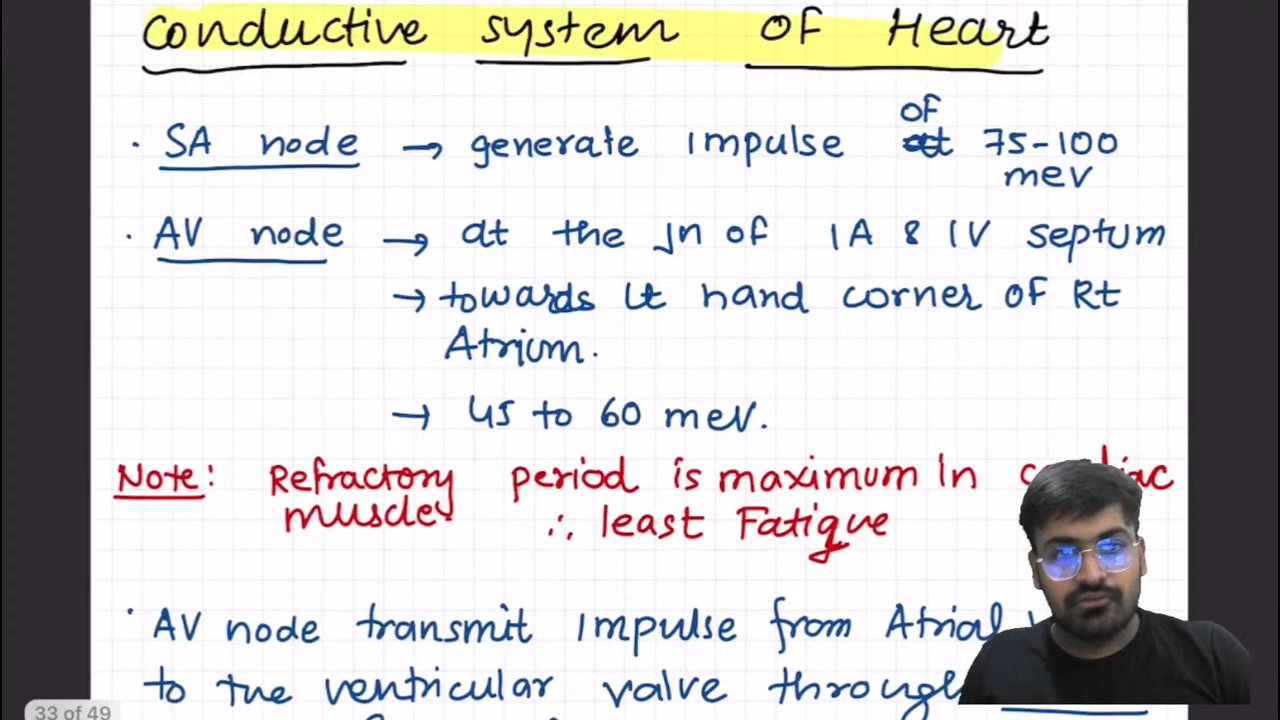 conductive system of Heart
of
· SA node → generate impulse at 75-100
mev
· AV node → at the Jn of IA & IV septum
→ towards Lt hand corner of Rt
Atrium.
→ 45 to 60 mev.
Note: Refractory period is maximum In cardiac
muscle. ∴ least Fatigue
· AV node transmit impulse from Atrial
to the ventricular valve through
33 of 49